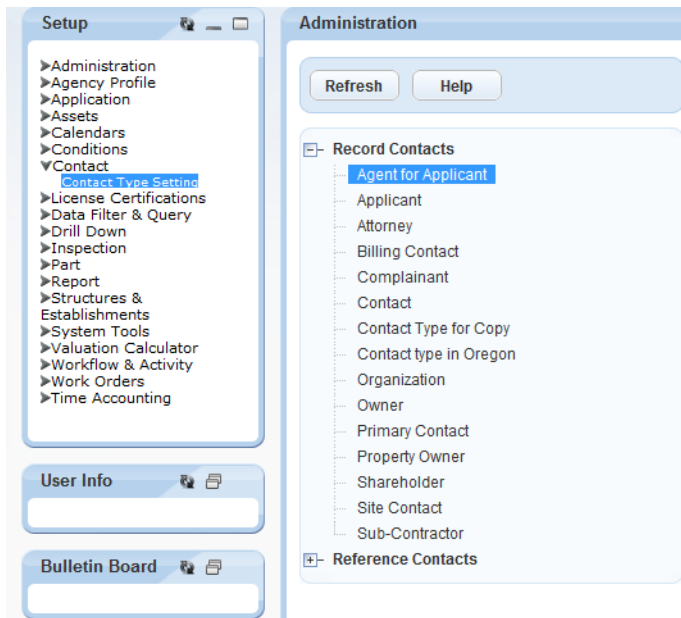 Setup
Administration
Agency Profile
Application
Assets
Calendars
Conditions
Contact
Contact Type Setting
License Certifications
Data Filter & Query
Drill Down
Inspection
Part
Report
Structures &
Establishments
System Tools
Valuation Calculator
Workflow & Activity
Work Orders
Time Accounting
User Info
Bulletin Board
Administration
Refresh Help
Record Contacts
Agent for Applicant
Applicant
Attorney
Billing Contact
Complainant
Contact
Contact Type for Copy
Contact type in Oregon
Organization
Owner
Primary Contact
Property Owner
Shareholder
Site Contact
Sub-Contractor
Reference Contacts